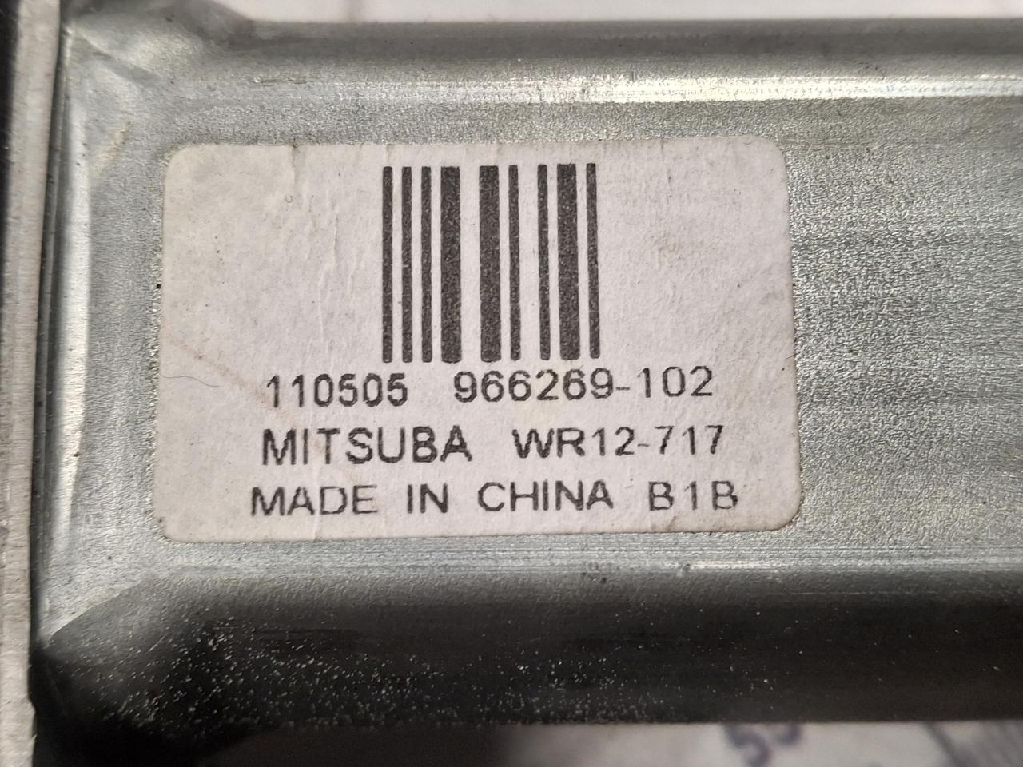 110505 966269-102
MITSUBA WR12-717
MADE IN CHINA B1B